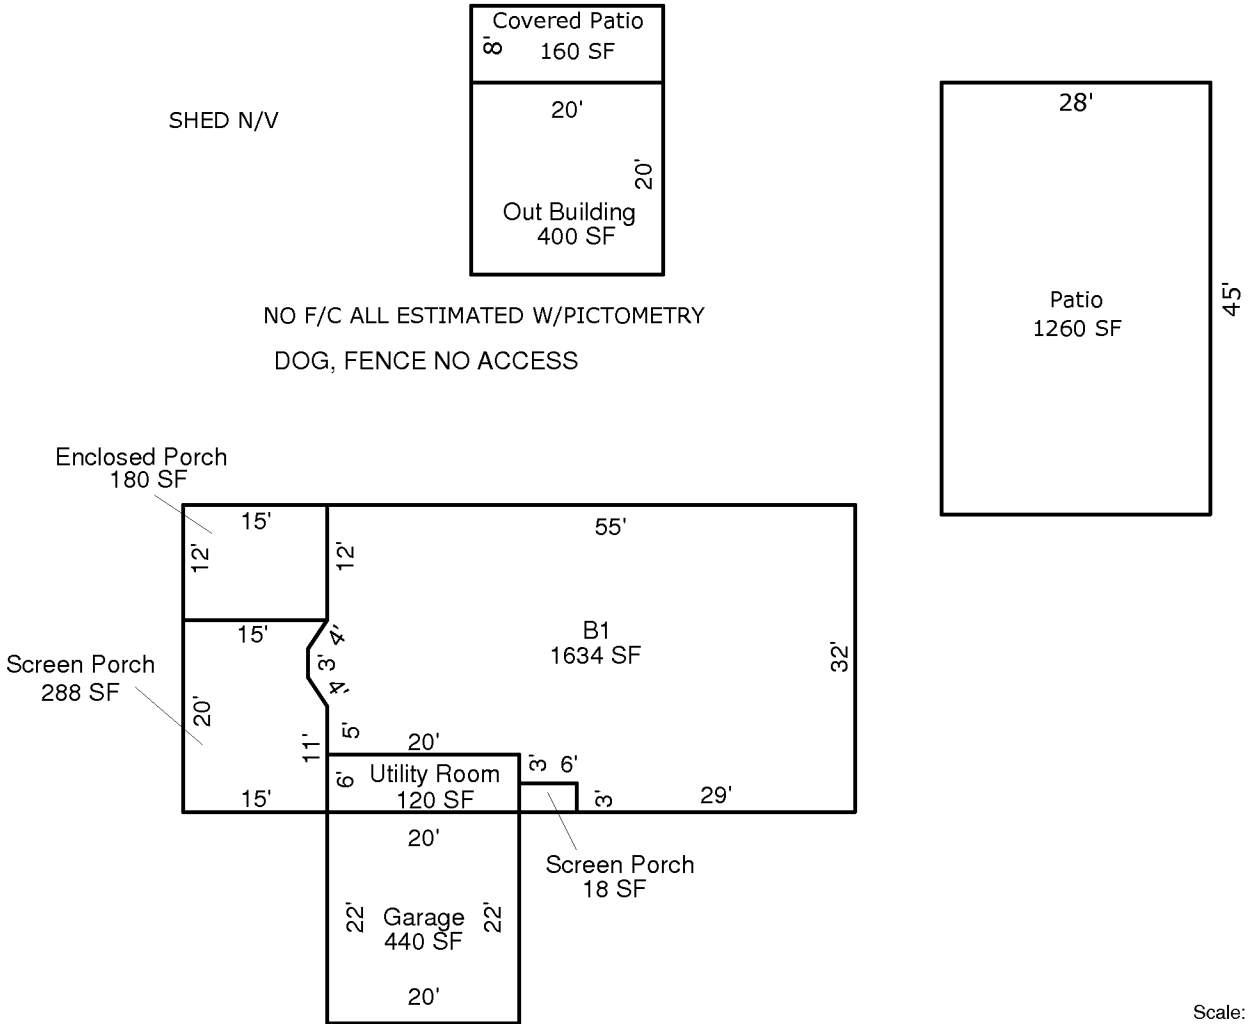 Covered Patio
8'
160 SF
20'
20'
Out Building
400 SF
SHED N/V
28'
45'
Patio
1260 SF
NO F/C ALL ESTIMATED W/PICTOMETRY
DOG, FENCE NO ACCESS
Enclosed Porch
180 SF
15'
12'
12'
55'
B1
1634 SF
32'
15'
4'
3'
4'
Screen Porch
288 SF
20'
5'
11'
20'
3'
6'
6'
Utility Room
120 SF
15'
3'
29'
20'
Screen Porch
18 SF
22'
Garage
440 SF
22'
20'
Scale: